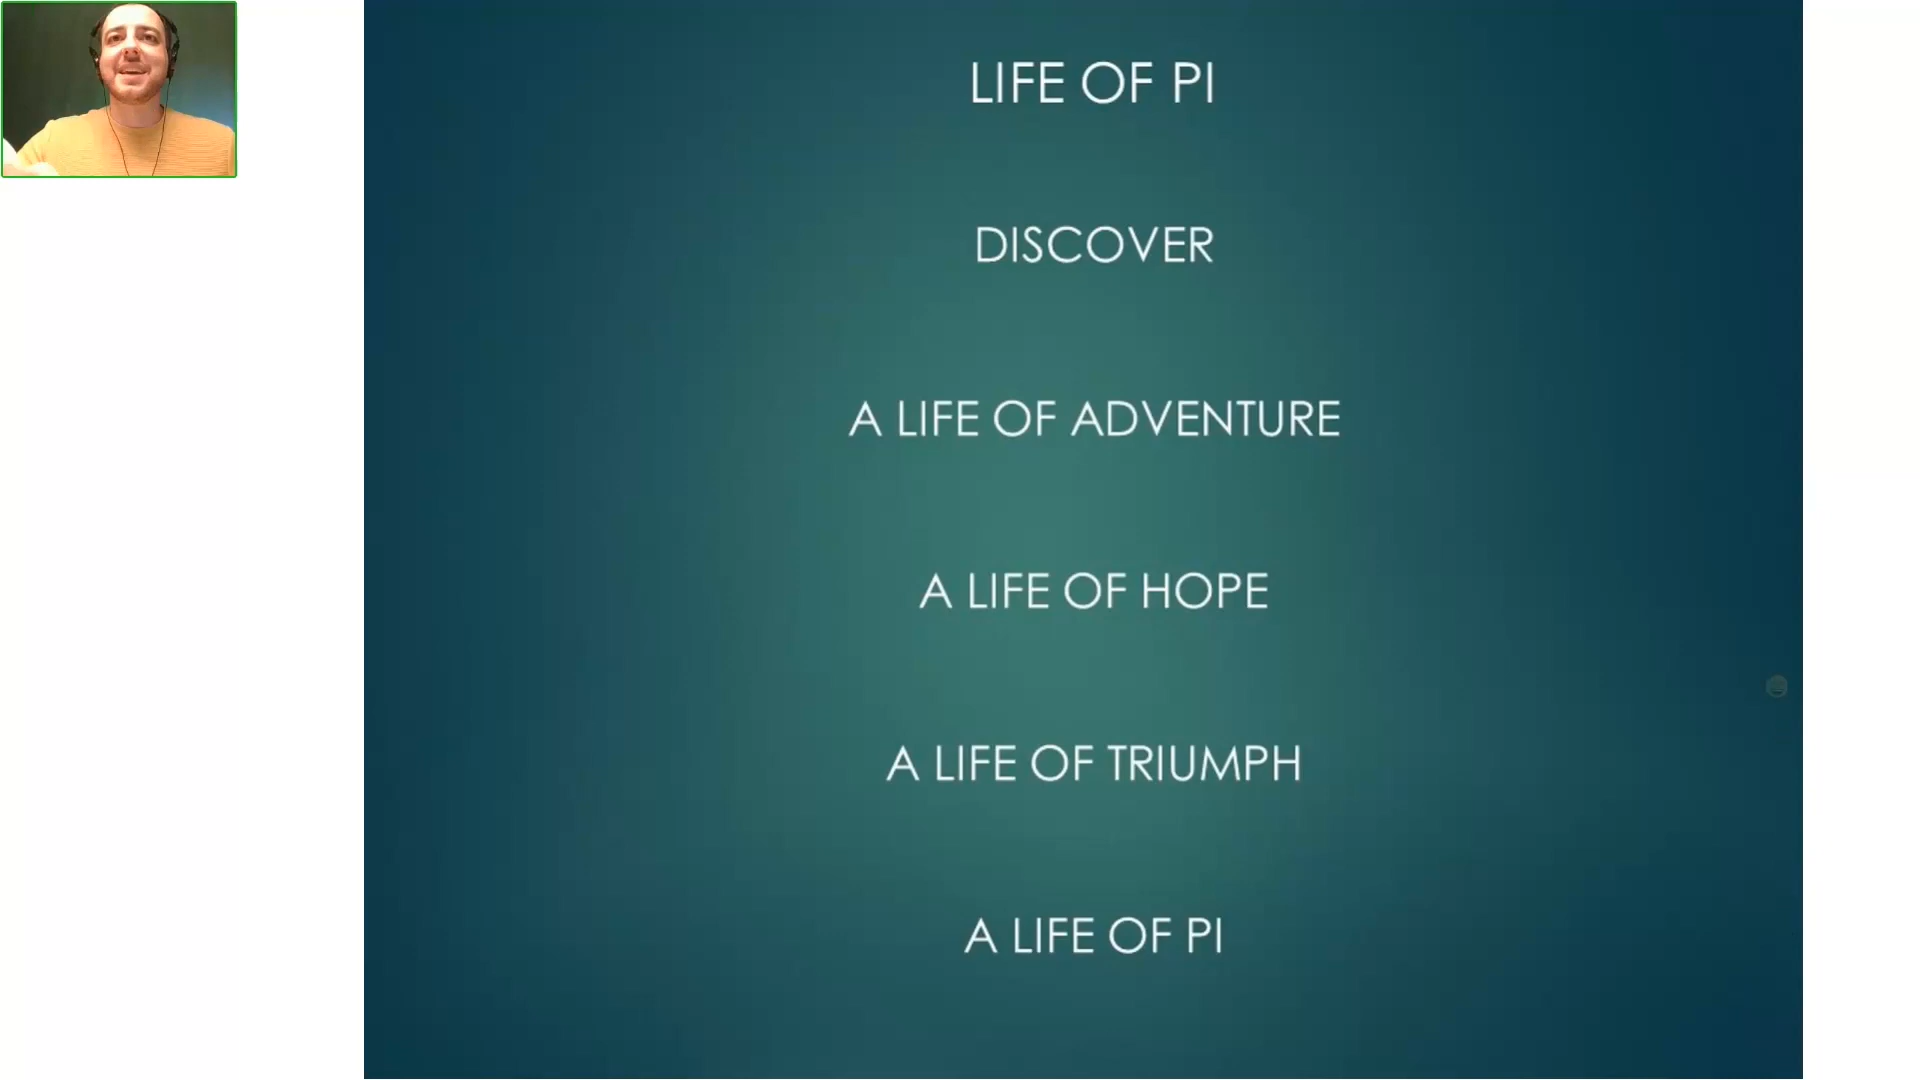 LIFE OF PI
DISCOVER
A LIFE OF ADVENTURE
A LIFE OF HOPE
A LIFE OF TRIUMPH
A LIFE OF PI